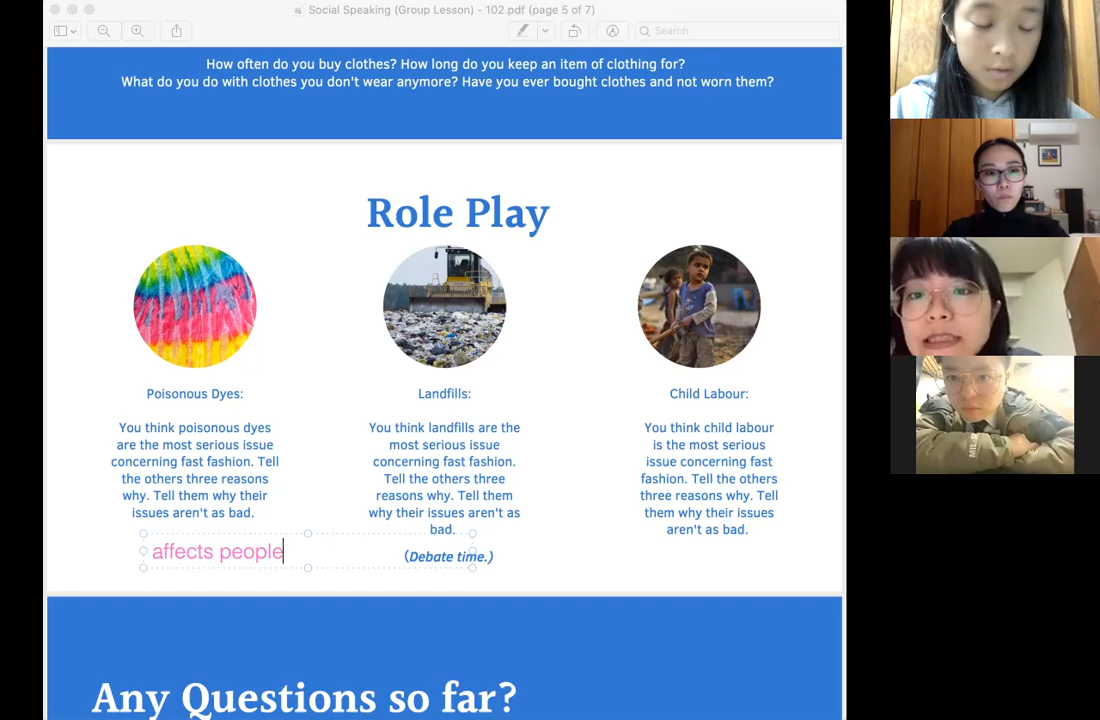 Social Speaking (Group Lesson) - 102.pdf (page 5 of 7)
Search
How often do you buy clothes? How long do you keep an item of clothing for?
What do you do with clothes you don't wear anymore? Have you ever bought clothes and not worn them?
Role Play
Poisonous Dyes:
You think poisonous dyes
are the most serious issue
concerning fast fashion. Tell
the others three reasons
why. Tell them why their
issues aren't as bad.
affects people
Landfills:
You think landfills are the
most serious issue
concerning fast fashion.
Tell the others three
reasons why. Tell them
why their issues aren't as
bad.
(Debate time.)
Child Labour:
You think child labour
is the most serious
issue concerning fast
fashion. Tell the others
three reasons why. Tell
them why their issues
aren't as bad.
Any Questions so far?